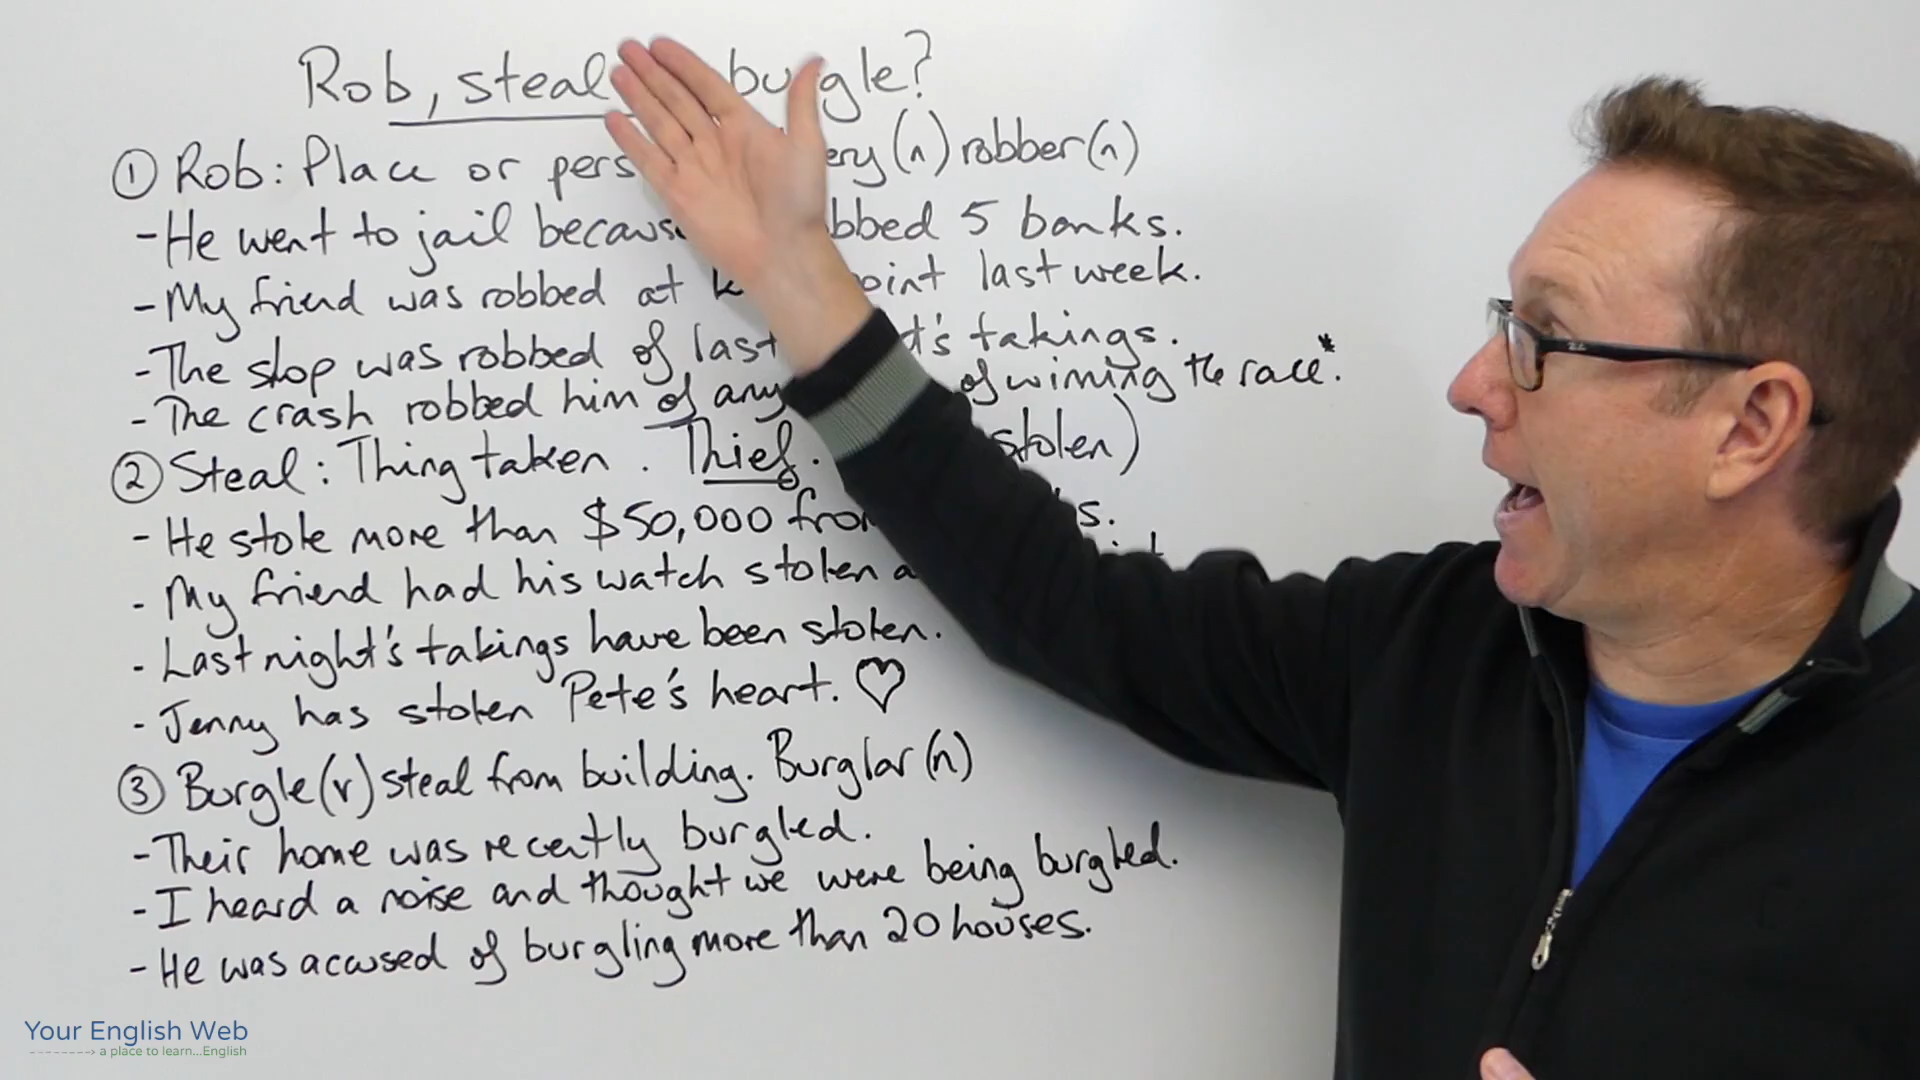 Rob, steal burgle?
① Rob: Place or pers ery (n) robber (n)
- He went to jail becaus bbed 5 banks.
- My friend was robbed at k oint last week.
- The shop was robbed of last t's takings.
- The crash robbed him of any of winning the race.*
② Steal: Thing taken. Thief. stolen)
- He stole more than $50,000 from s.
- My friend had his watch stolen a
- Last night's takings have been stolen.
- Jenny has stolen Pete's heart. ♡
③ Burgle (v) steal from building. Burglar (n)
- Their home was recently burgled.
- I heard a noise and thought we were being burgled.
- He was accused of burgling more than 20 houses.
Your English Web
a place to learn...English